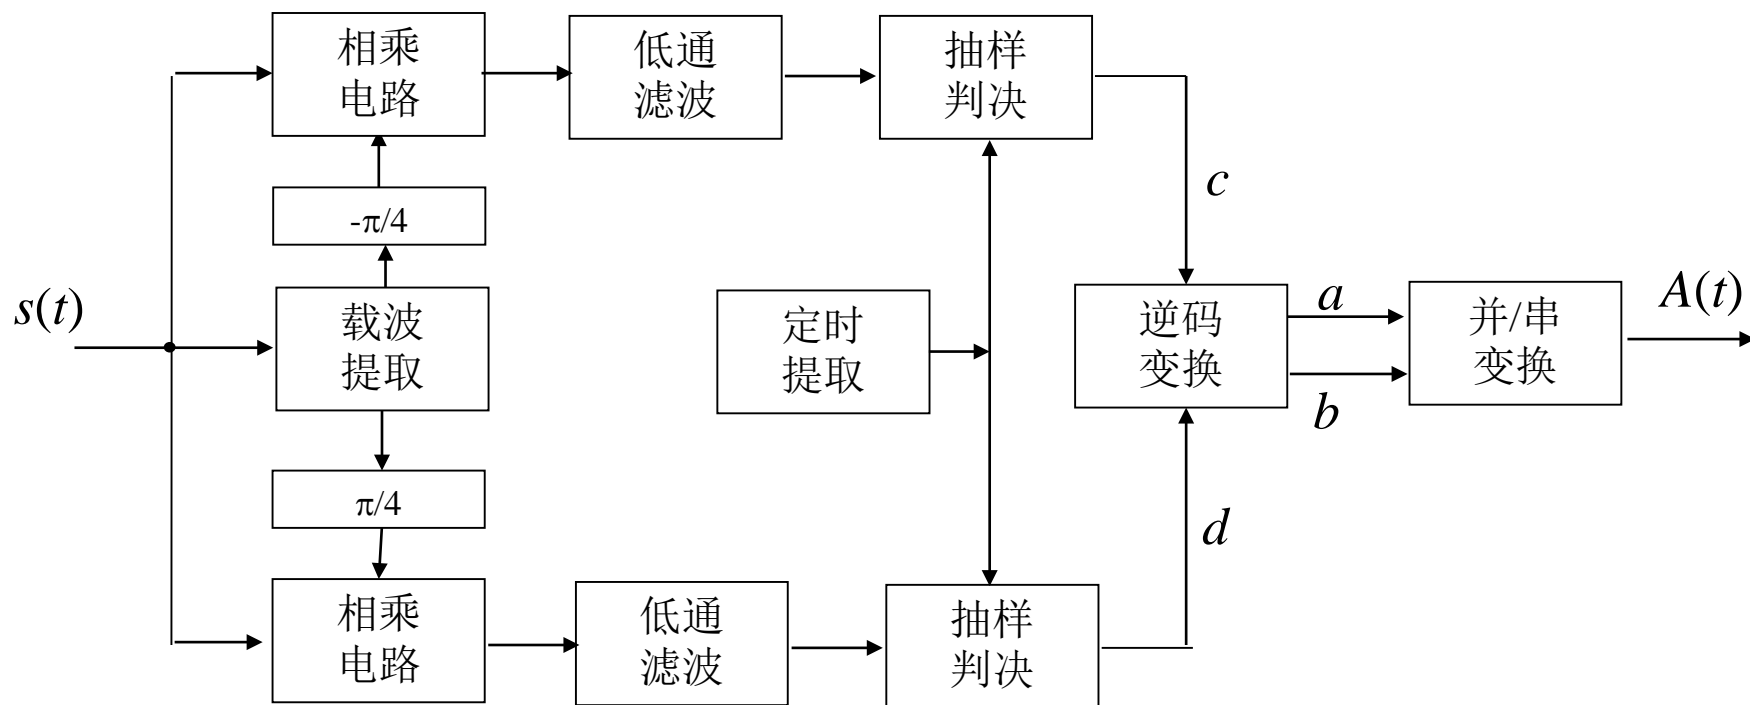 相乘
电路
低通
滤波
抽样
判决
c
-π/4
s(t)
载波
提取
定时
提取
逆码
变换
a
b
并/串
变换
A(t)
π/4
d
相乘
电路
低通
滤波
抽样
判决